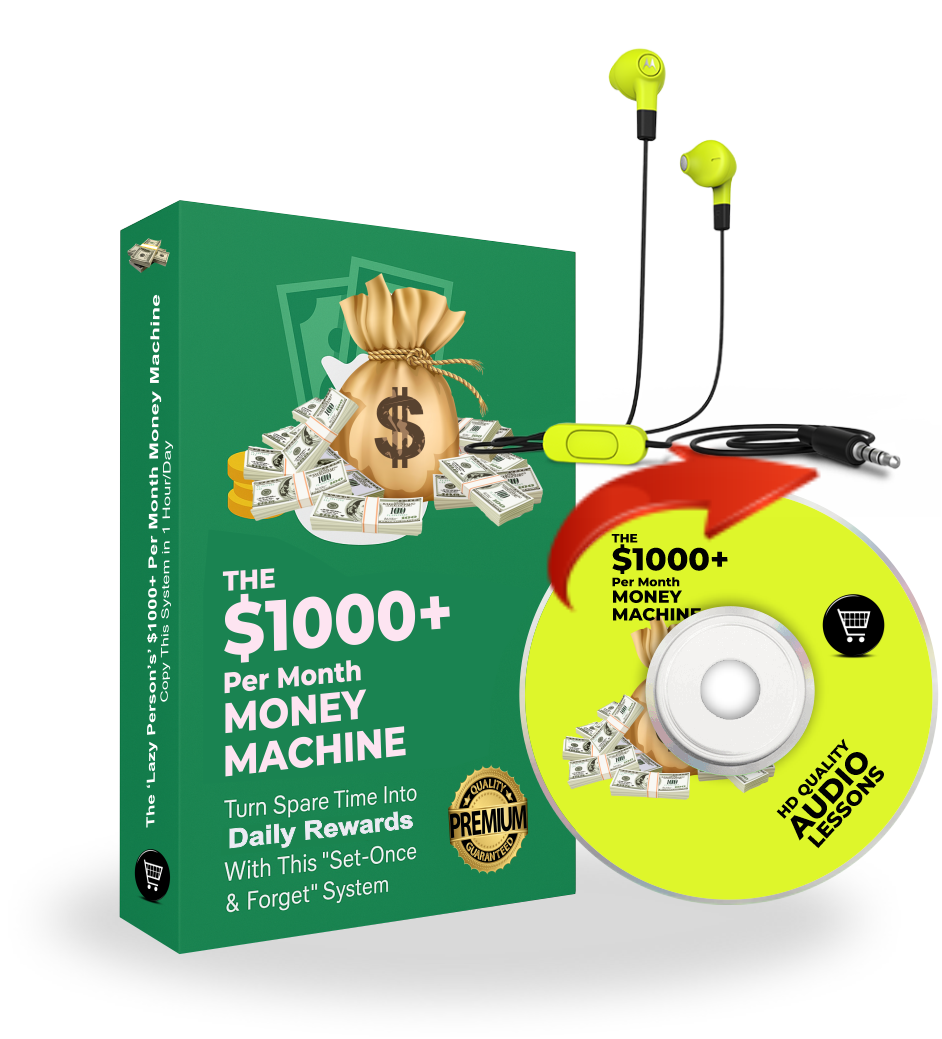 The 'Lazy Person's' $1000+ Per Month Money Machine
Copy This System in 1 Hour/Day
$
THE
$1000+
Per Month
MONEY
MACHINE
Turn Spare Time Into
Daily Rewards
With This "Set-Once
& Forget" System
QUALITY
PREMIUM
GUARANTEED
THE
$1000+
Per Month
MONEY
MACHINE
HD QUALITY
AUDIO
LESSONS